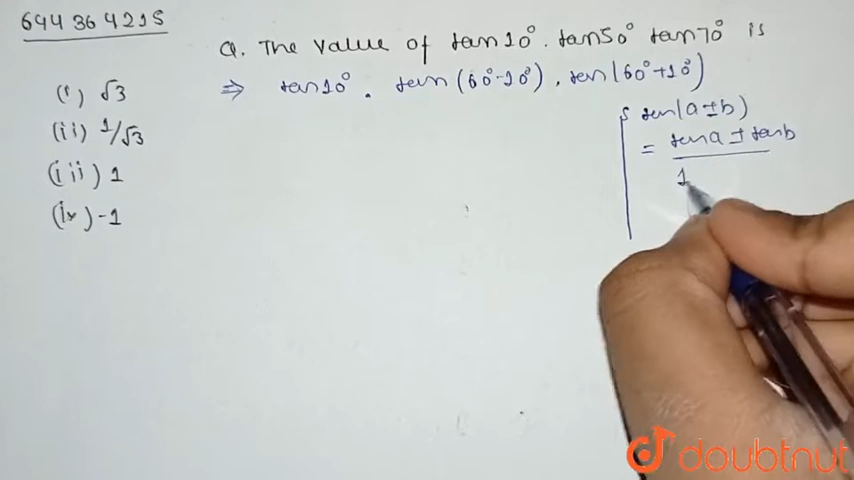 644364215
Q. The value of tan10°. tan50° tan70° is
⇒ tan10° . tan(60°-10°) . tan(60°+10°)
(i) √3
(ii) 1/√3
(iii) 1
(iv) -1
tan(a±b)
= tana ± tanb
1
doubtnut